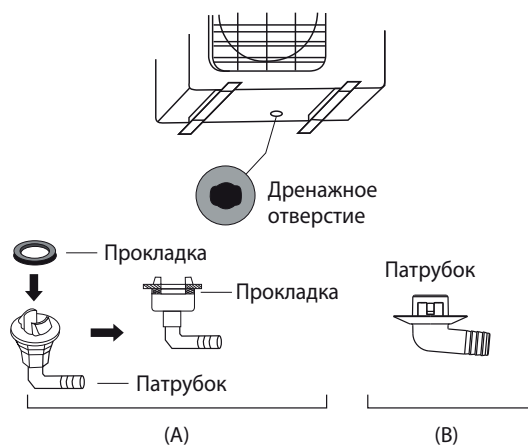 Дренажное
отверстие
Прокладка
Прокладка
Патрубок
Патрубок
(A)
(B)